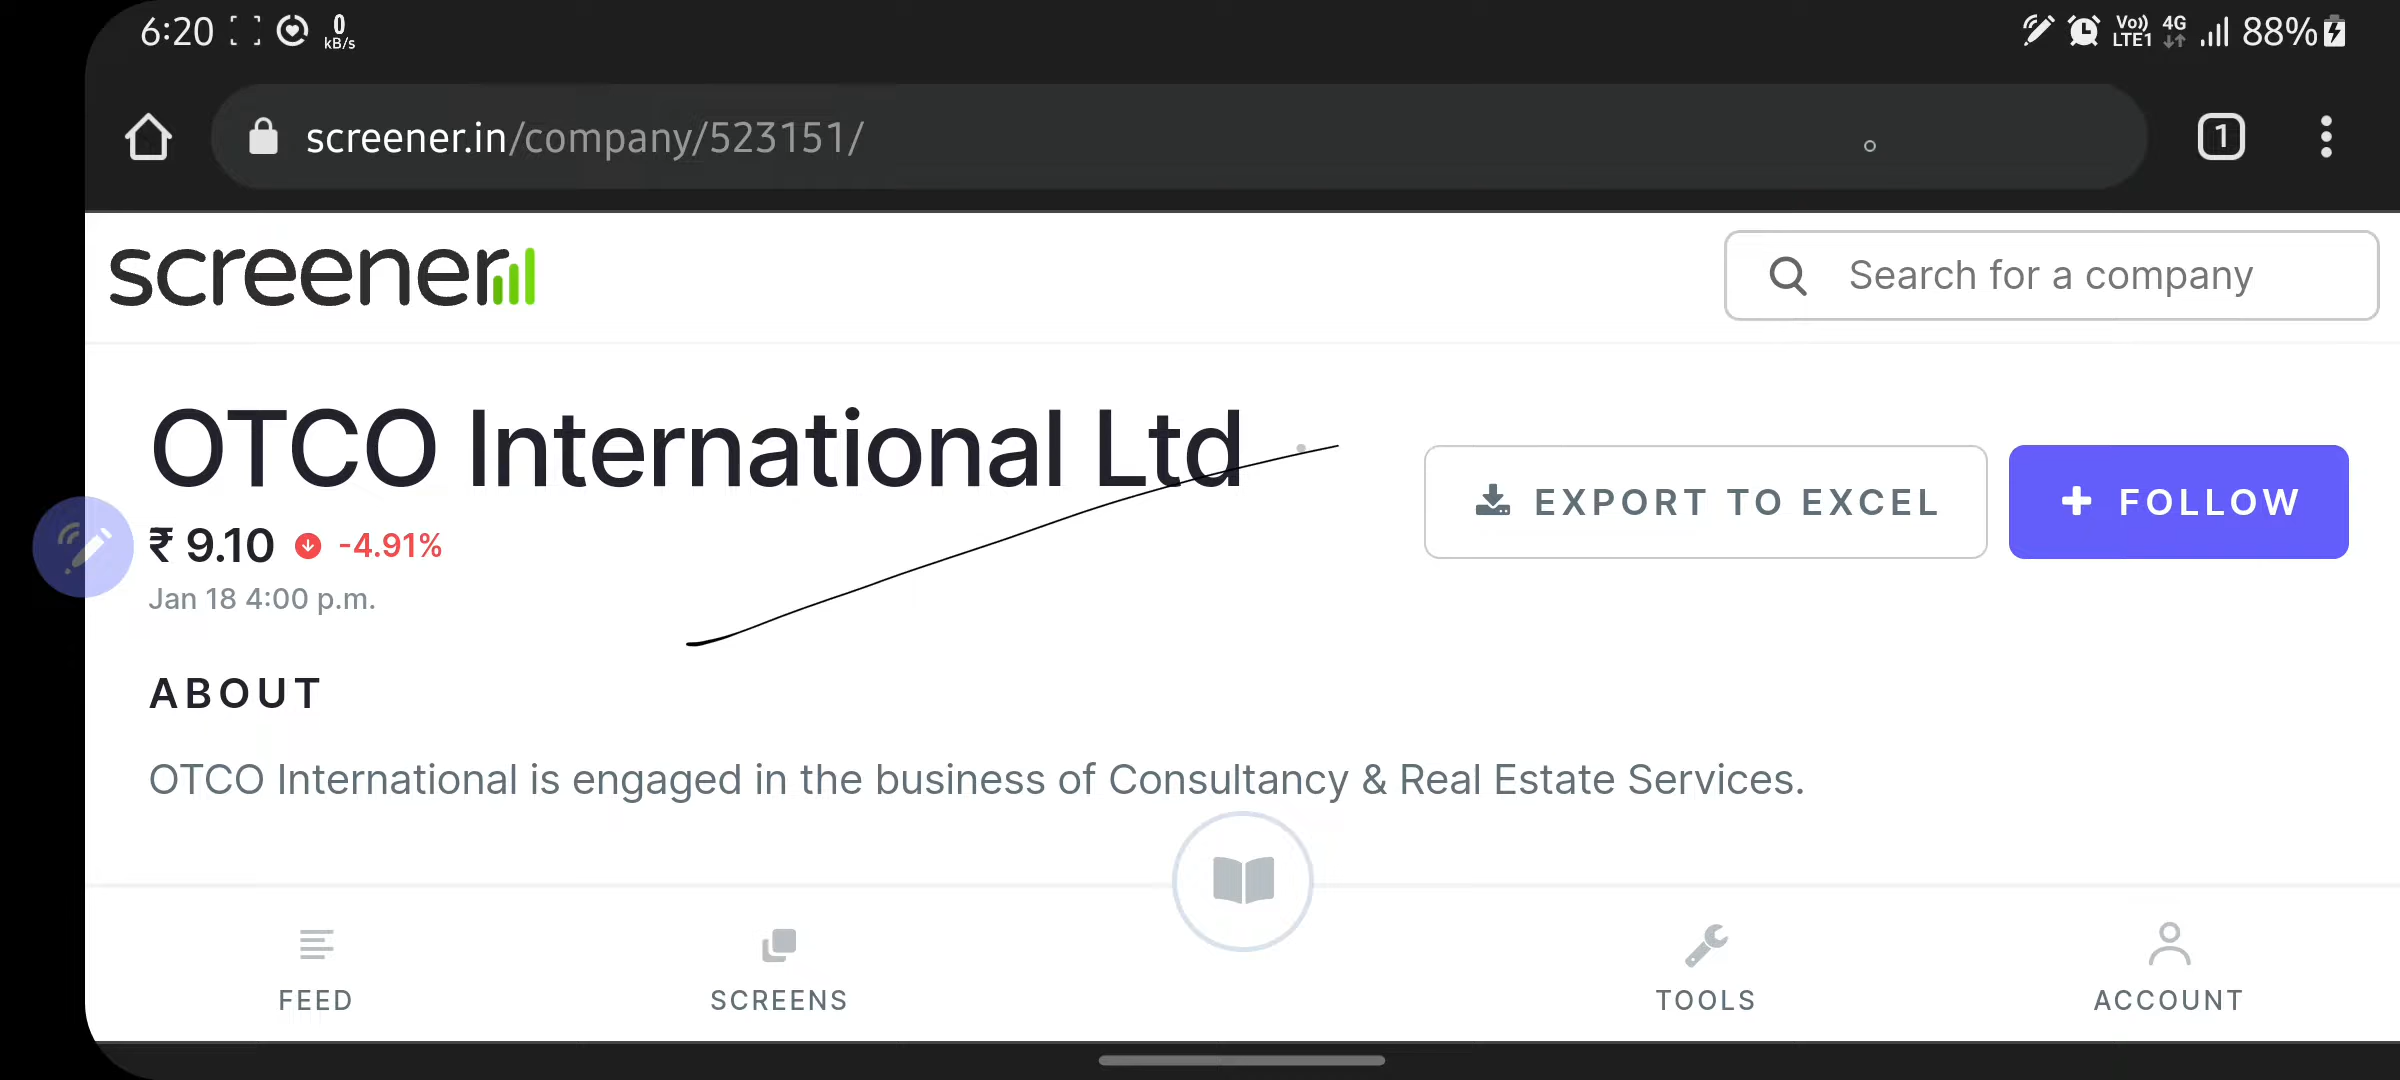 6:20 0 kB/s Vo)) LTE1 4G 88%
screener.in/company/523151/ 1
screener Search for a company
OTCO International Ltd
EXPORT TO EXCEL + FOLLOW
₹ 9.10 -4.91%
Jan 18 4:00 p.m.
ABOUT
OTCO International is engaged in the business of Consultancy & Real Estate Services.
FEED SCREENS TOOLS ACCOUNT